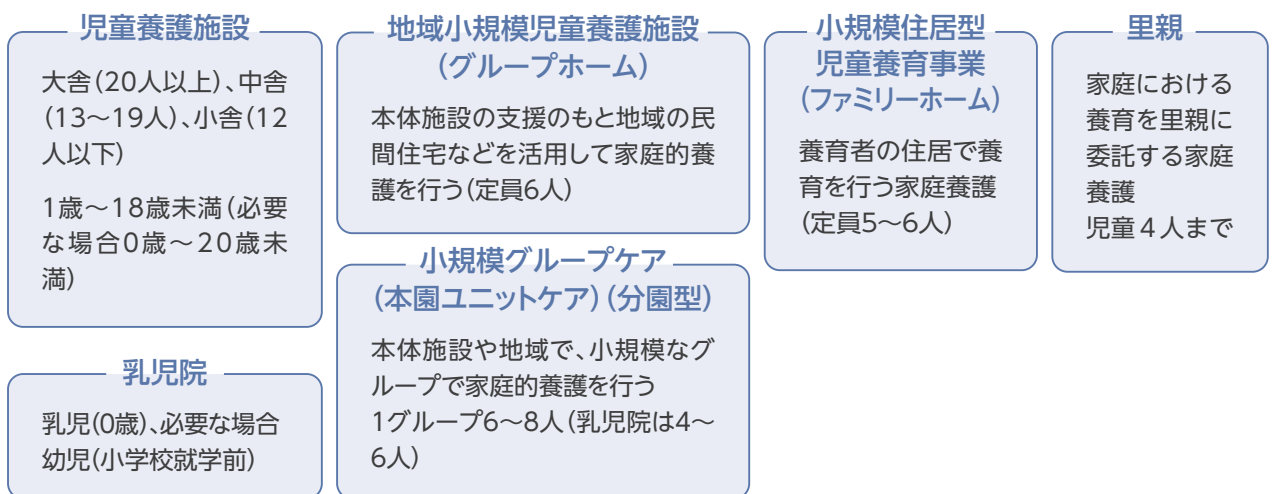 児童養護施設
大舎(20人以上)、中舎
(13〜19人)、小舎(12
人以下)
1歳〜18歳未満(必要
な場合0歳〜20歳未
満)
乳児院
乳児(0歳)、必要な場合
幼児(小学校就学前)
地域小規模児童養護施設
(グループホーム)
本体施設の支援のもと地域の民
間住宅などを活用して家庭的養
護を行う(定員6人)
小規模グループケア
(本園ユニットケア)(分園型)
本体施設や地域で、小規模なグ
ループで家庭的養護を行う
1グループ6〜8人(乳児院は4〜
6人)
小規模住居型
児童養育事業
(ファミリーホーム)
養育者の住居で養
育を行う家庭養護
(定員5〜6人)
里親
家庭における
養育を里親に
委託する家庭
養護
児童4人まで